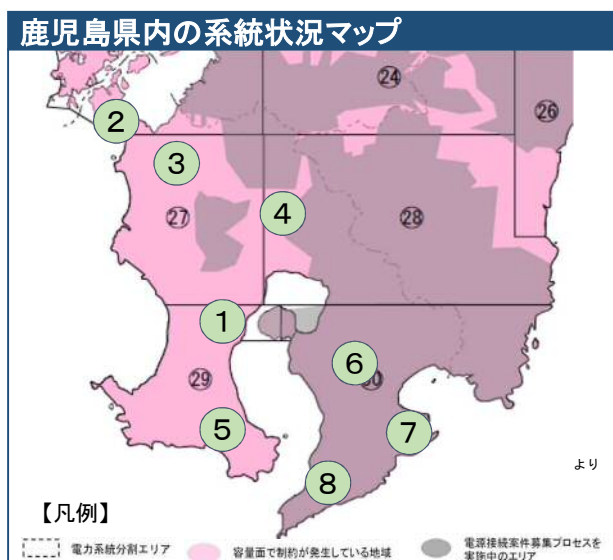 鹿児島県内の系統状況マップ
24
26
2
3
27
4
28
1
6
29
5
7
8
より
【凡例】
電力系統分割エリア
容量面で制約が発生している地域
電源接続案件募集プロセスを
実施中のエリア